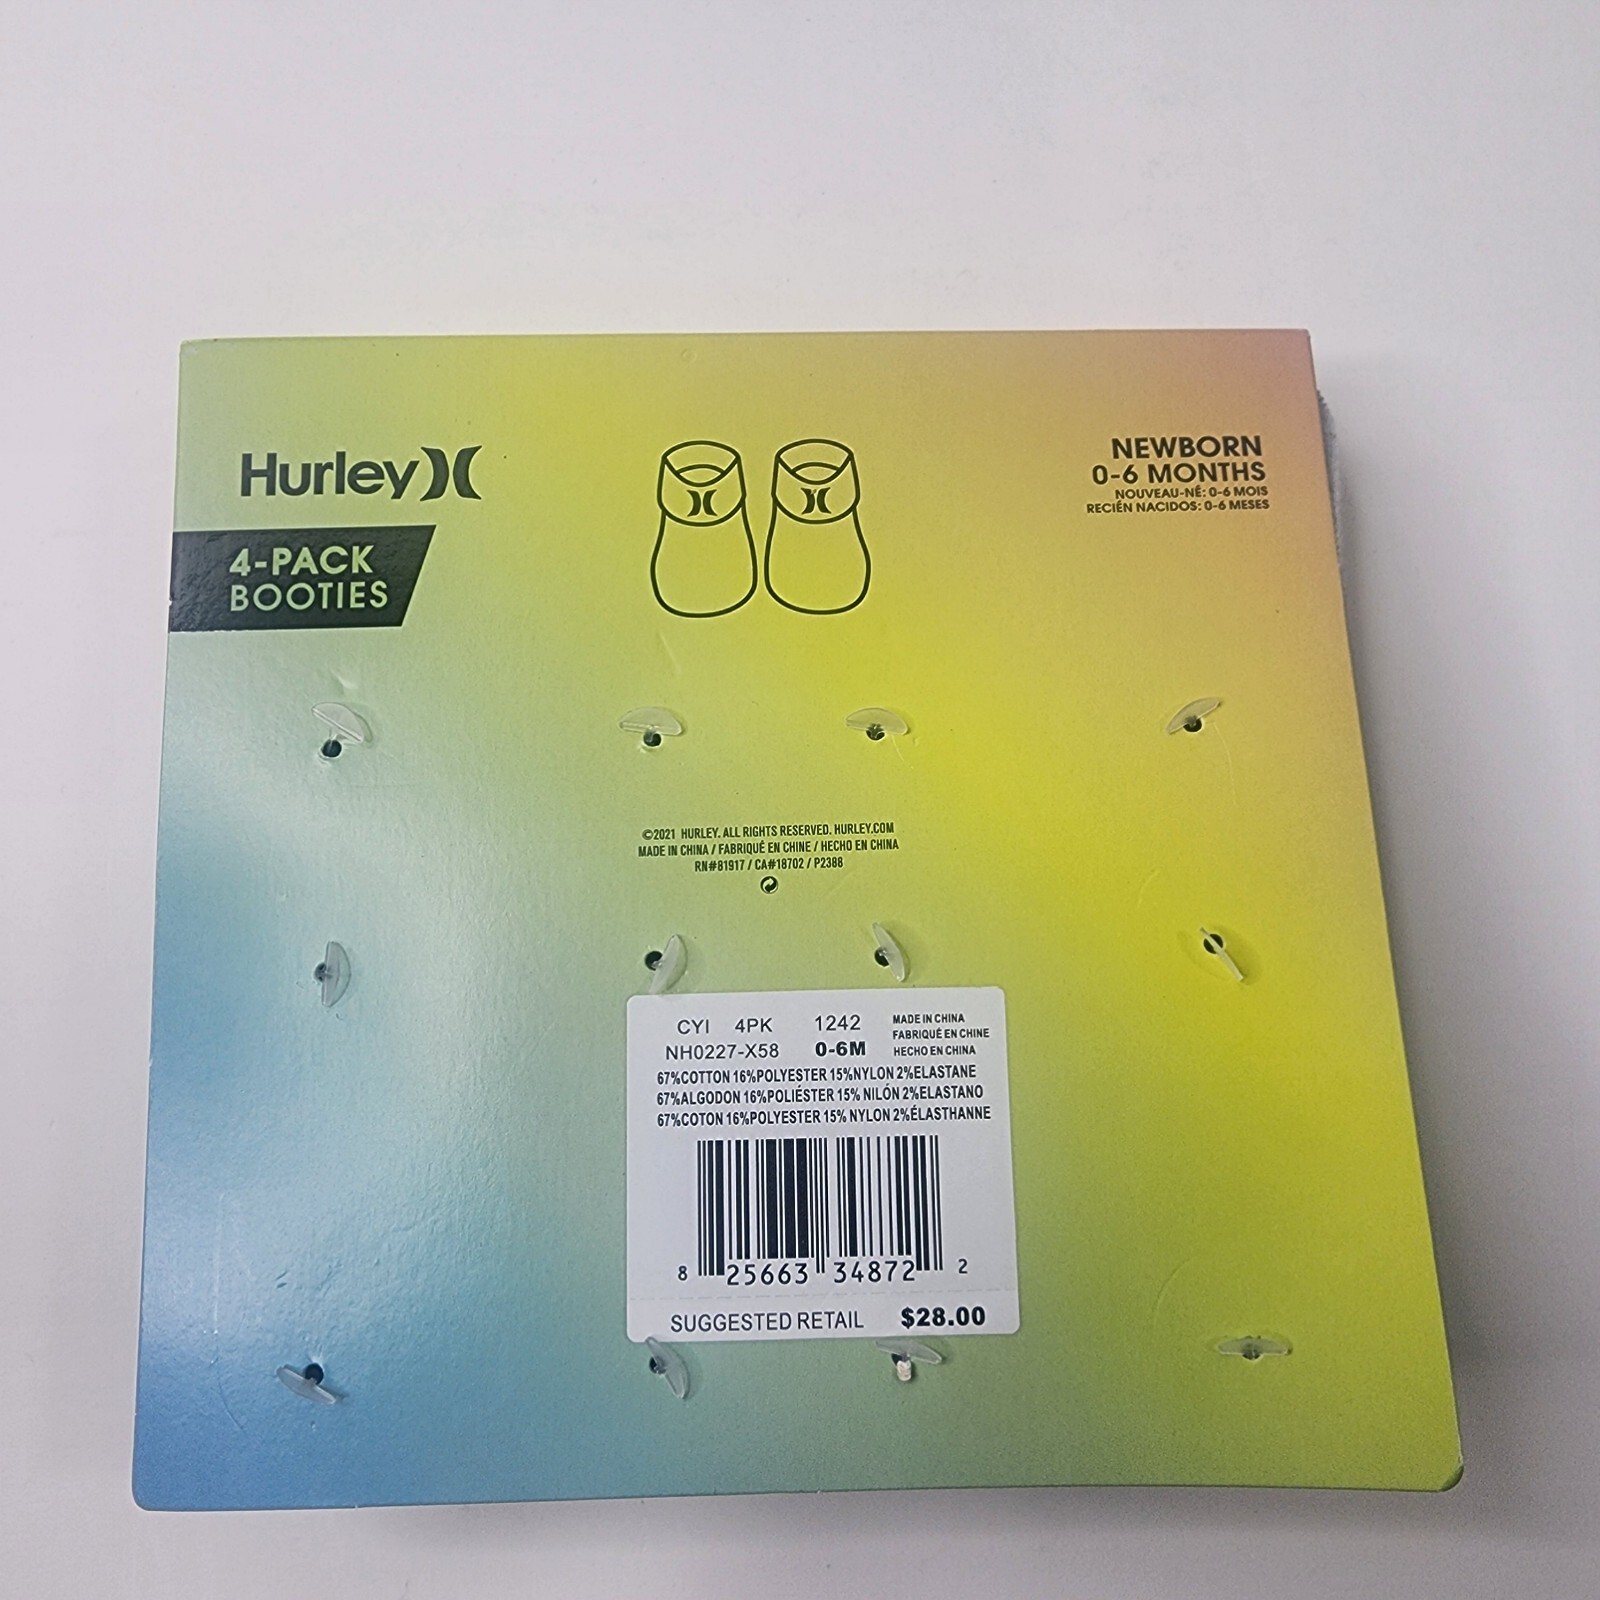 Hurley
4-PACK
BOOTIES
NEWBORN
0-6 MONTHS
NOUVEAU-NÉ: 0-6 MOIS
RECIÉN NACIDOS: 0-6 MESES
©2021 HURLEY. ALL RIGHTS RESERVED. HURLEY.COM
MADE IN CHINA / FABRIQUÉ EN CHINE / HECHO EN CHINA
RN#81917 / CA#18702 / P2388
CYI 4PK 1242
NH0227-X58 0-6M
MADE IN CHINA
FABRIQUÉ EN CHINE
HECHO EN CHINA
67%COTTON 16%POLYESTER 15%NYLON 2%ELASTANE
67%ALGODON 16%POLIÉSTER 15% NILÓN 2%ELASTANO
67%COTON 16%POLYESTER 15% NYLON 2%ÉLASTHANNE
8 25663 34872 2
SUGGESTED RETAIL $28.00